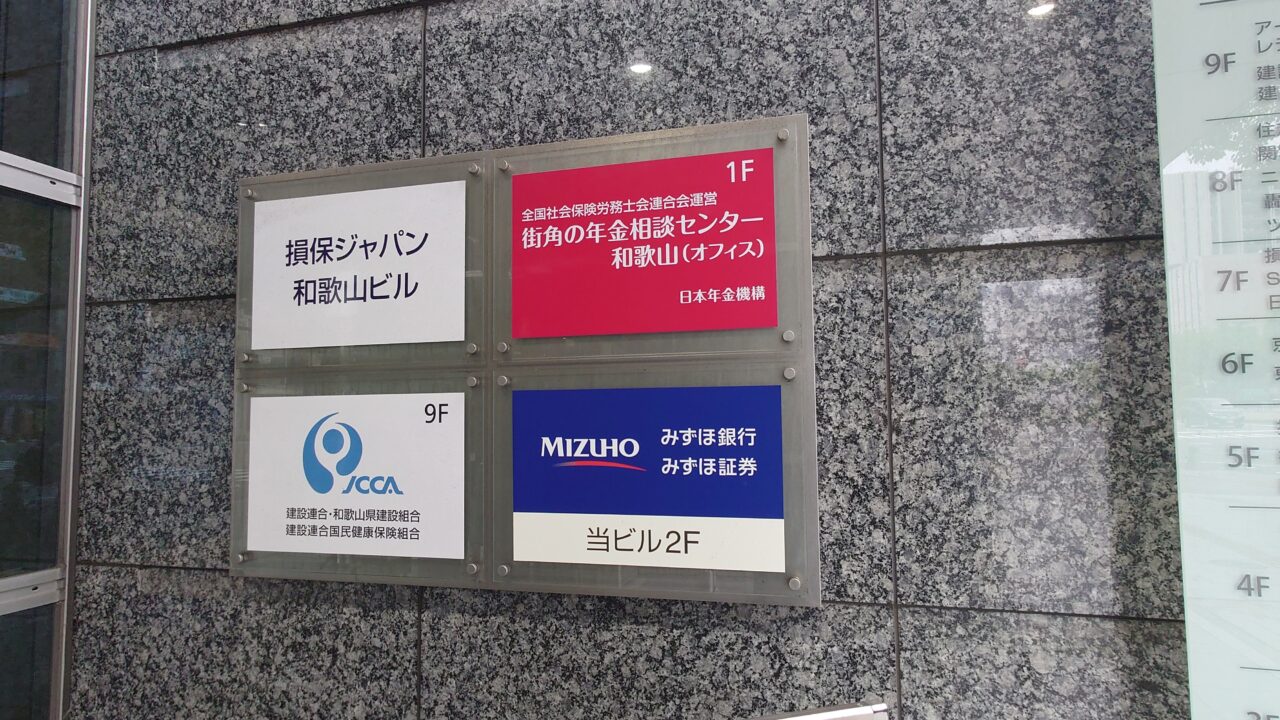 損保ジャパン
和歌山ビル
1F
全国社会保険労務士会連合会運営
街角の年金相談センター
和歌山(オフィス)
日本年金機構
9F
JCCA
建設連合・和歌山県建設組合
建設連合国民健康保険組合
MIZUHO
みずほ銀行
みずほ証券
当ビル2F
9F
建
建
8F
7F
6F
5F
4F